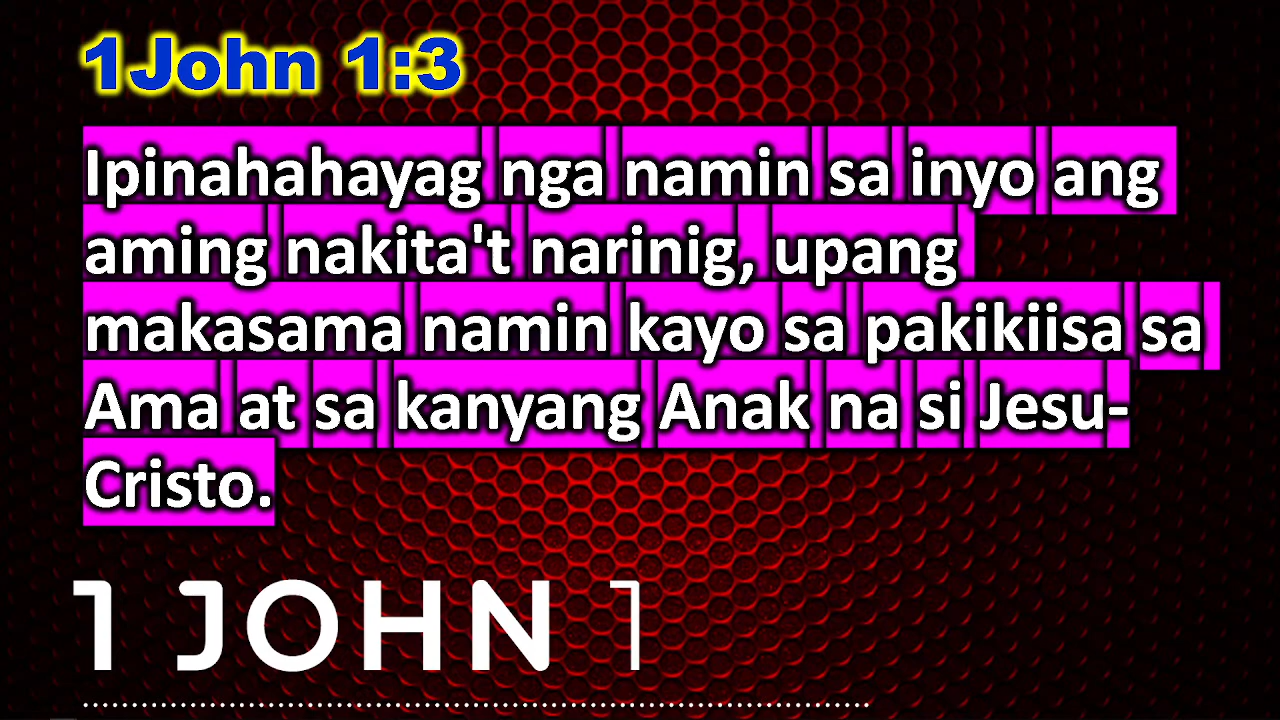 1John 1:3
Ipinahahayag nga namin sa inyo ang
aming nakita't narinig, upang
makasama namin kayo sa pakikiisa sa
Ama at sa kanyang Anak na si Jesu-
Cristo.
1 JOHN 1